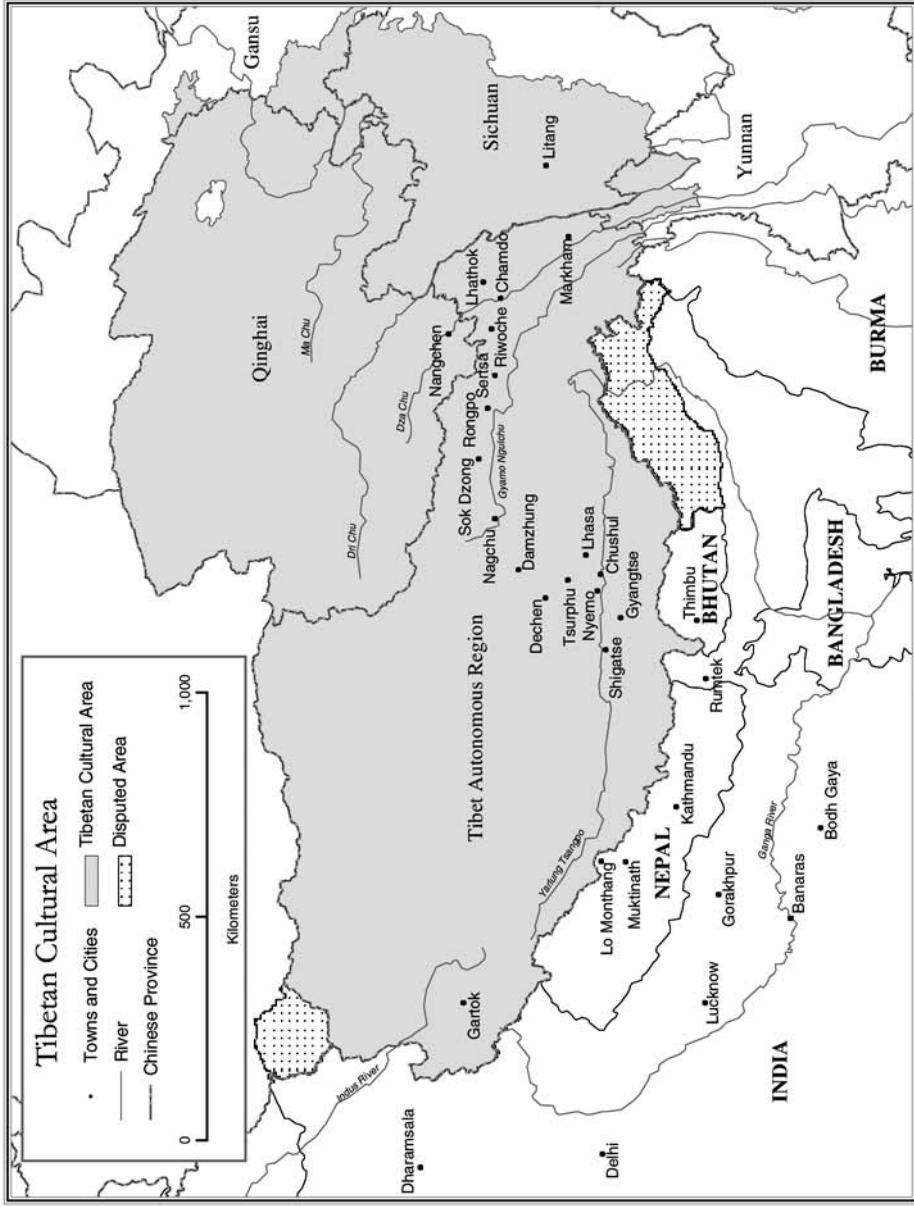 Tibetan Cultural Area
Towns and Cities
Tibetan Cultural Area
River
Disputed Area
Chinese Province
0
500
1,000
Kilometers
Gansu
Qinghai
Ma Chu
Sichuan
Dri Chu
Dza Chu
Nangchen
Lhathok
Litang
Sok Dzong
Rongpo
Sertsa
Riwoche
Chamdo
Gyamo Ngulchu
Nagchu
Markham
Yunnan
Tibet Autonomous Region
Damzhung
Dechen
Tsurphu
Lhasa
Nyemo
Chushul
Shigatse
Gyangtse
Indus River
Gartok
Dharamsala
Yarlung Tsangpo
Delhi
Lo Monthang
Muktinath
NEPAL
Kathmandu
Rumtek
Thimbu
BHUTAN
BURMA
Lucknow
Gorakhpur
Ganga River
BANGLADESH
INDIA
Banaras
Bodh Gaya